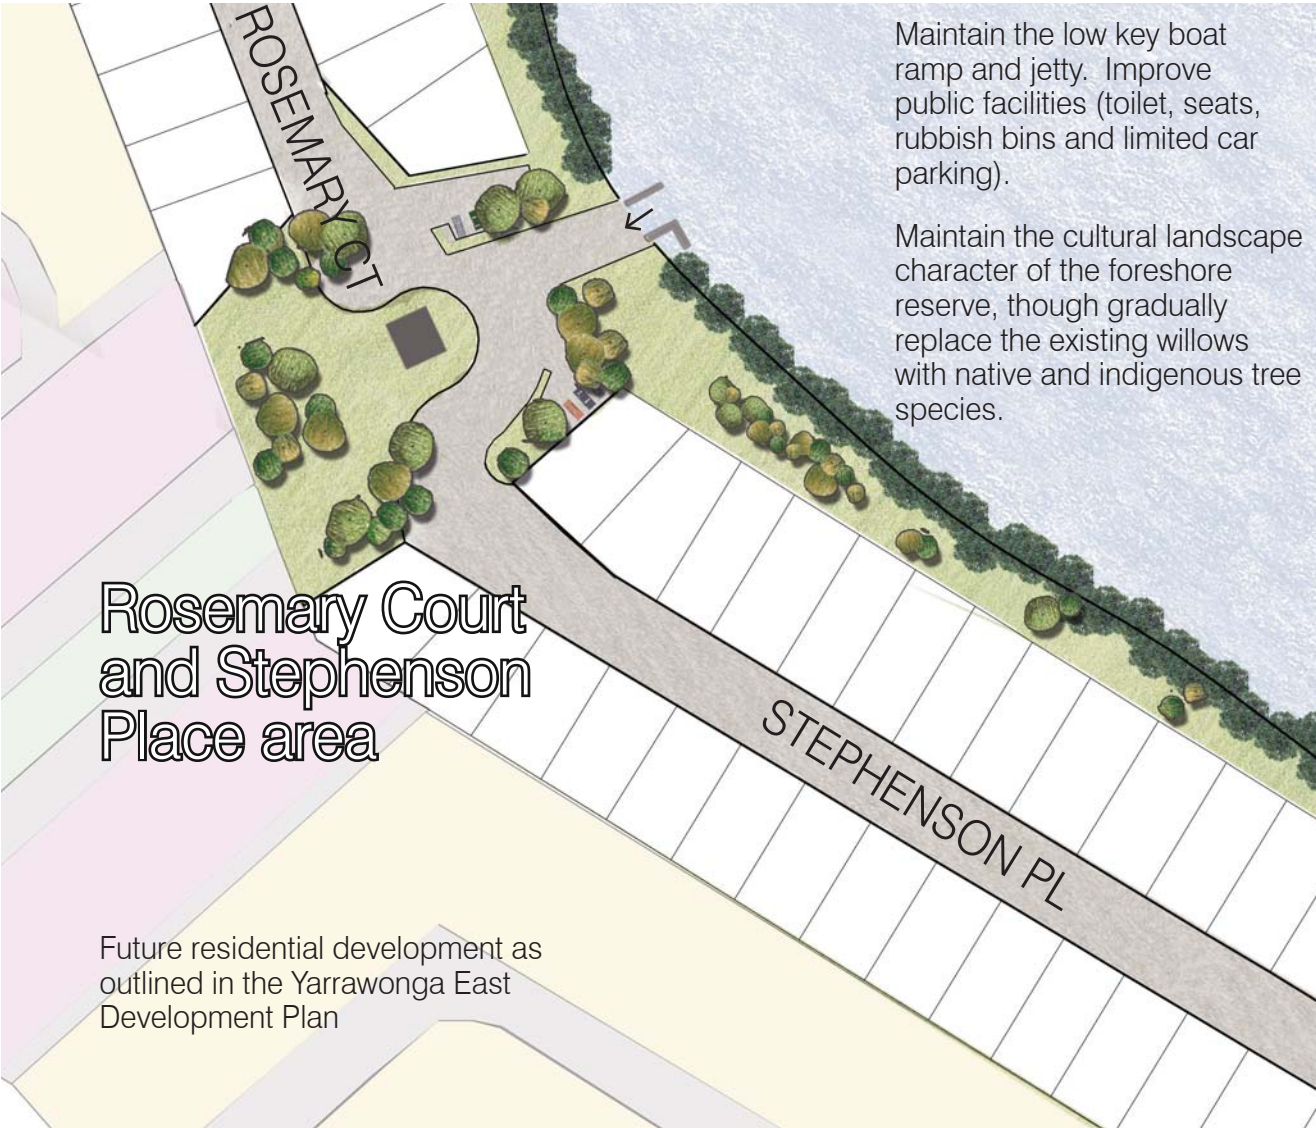 ROSEMARY CT
Maintain the low key boat
ramp and jetty. Improve
public facilities (toilet, seats,
rubbish bins and limited car
parking).
Maintain the cultural landscape
character of the foreshore
reserve, though gradually
replace the existing willows
with native and indigenous tree
species.
Rosemary Court
and Stephenson
Place area
STEPHENSON PL
Future residential development as
outlined in the Yarrawonga East
Development Plan